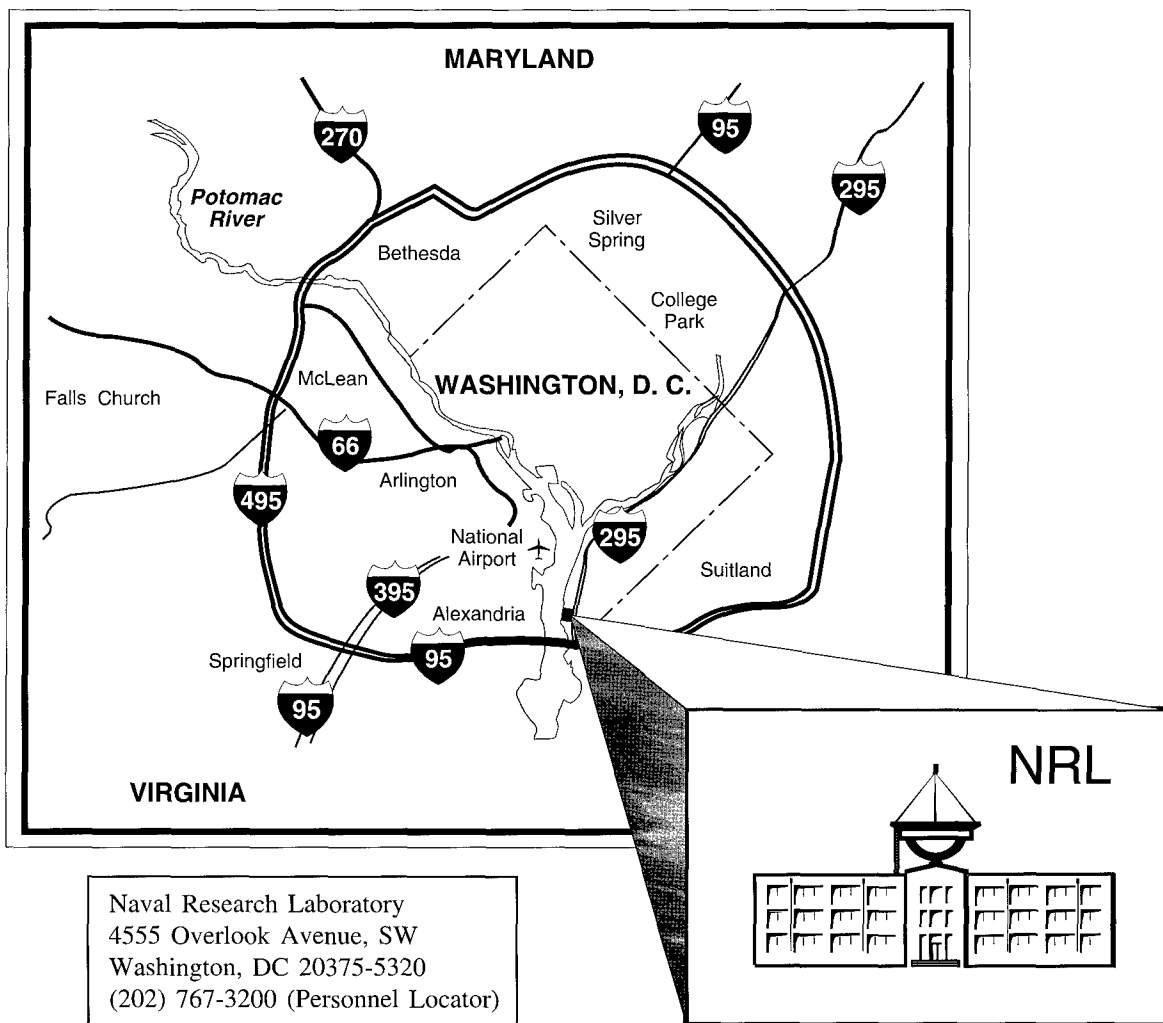 MARYLAND
270
95
295
Potomac
River
Silver
Spring
Bethesda
College
Park
McLean
WASHINGTON, D. C.
Falls Church
66
Arlington
495
National
Airport
295
Suitland
395
Alexandria
Springfield
95
95
VIRGINIA
NRL
Naval Research Laboratory
4555 Overlook Avenue, SW
Washington, DC 20375-5320
(202) 767-3200 (Personnel Locator)